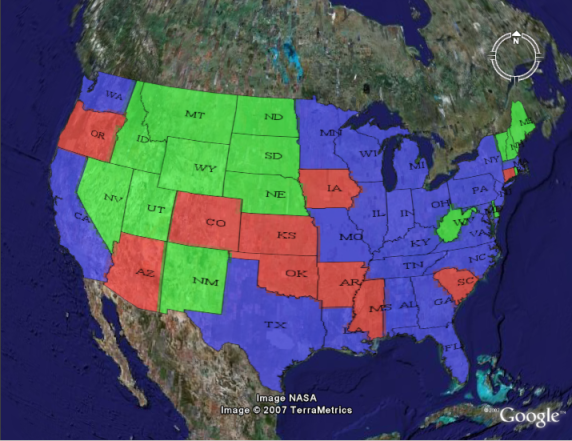 N
WA
MT
ND
OR
ID
MN
WI
MI
NY
SD
WY
NE
IA
PA
NV
UT
CO
IL
IN
OH
CA
KS
MO
KY
VA
AZ
NM
OK
AR
TN
NC
SC
TX
MS
AL
GA
FL
Image NASA
Image © 2007 TerraMetrics
Google